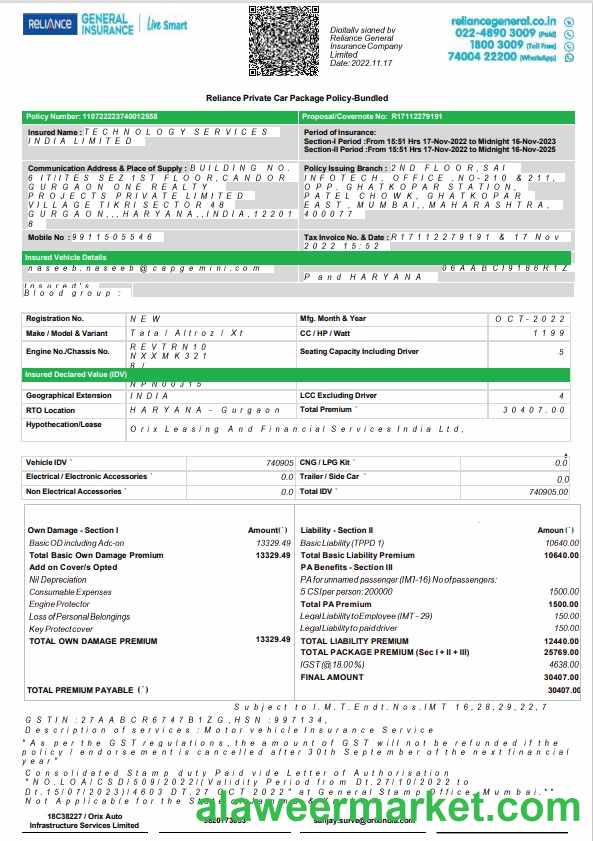 RELIANCE GENERAL INSURANCE Live Smart
Digitally signed by
Reliance General
Insurance Company
Limited
Date: 2022.11.17
reliancegeneral.co.in
022-4890 3009 (Paid)
1800 3009 (Toll Free)
74004 22200 (WhatsApp)
Reliance Private Car Package Policy-Bundled
Proposal/Covernote No: R17112279191
Insured Name : TECHNOLOGY SERVICES
INDIA LIMITED
Period of Insurance:
Section-I Period :From 15:51 Hrs 17-Nov-2022 to Midnight 16-Nov-2023
Section-II Period :From 15:51 Hrs 17-Nov-2022 to Midnight 16-Nov-2025
Communication Address & Place of Supply : BUILDING NO.
6 ITIITES SEZ 1ST FLOOR,CANDOR
GURGAON ONE REALTY
PROJECTS PRIVATE LIMITED
VILLAGE TIKRI SECTOR 48
GURGAON,,,HARYANA,,INDIA,12201
8
Policy Issuing Branch : 2ND FLOOR,SAI
INFOTECH, OFFICE ,NO-210 & 211,
OPP. GHATKOPAR STATION,
PATEL CHOWK, GHATKOPAR
EAST, MUMBAI,,MAHARASHTRA,
400077
Mobile No : 9911505546
Tax Invoice No. & Date : R17112279191 & 17 Nov
2022 15:52
Insured Vehicle Details
naseeb.naseeb@capgemini.com
P and HARYANA
Insured's
Blood group :
Registration No. NEW Mfg. Month & Year OCT-2022
Make / Model & Variant Tata/Altroz/Xt CC / HP / Watt 1199
Engine No./Chassis No. REVTRN10
NXXMK321
Seating Capacity Including Driver 5
Insured Declared Value (IDV)
Geographical Extension INDIA LCC Excluding Driver 4
RTO Location HARYANA - Gurgaon Total Premium ` 30407.00
Hypothecation/Lease Orix Leasing And Financial Services India Ltd,
Vehicle IDV ` 740905 CNG / LPG Kit ` 0.0
Electrical / Electronic Accessories ` 0.0 Trailer / Side Car ` 0.0
Non Electrical Accessories ` 0.0 Total IDV ` 740905.00
Own Damage - Section I Amount(`) Liability - Section II Amoun(`)
Basic OD including Adc-on 13329.49 Basic Liability (TPPD 1) 10640.00
Total Basic Own Damage Premium 13329.49 Total Basic Liability Premium 10640.00
Add on Cover/s Opted PA Benefits - Section III
Nil Depreciation PA for unnamed passenger (IMT-16) No of passengers:
Consumable Expenses 5 CSI per person: 200000 1500.00
Engine Protector Total PA Premium 1500.00
Loss of Personal Belongings Legal Liability to Employee (IMT - 29) 150.00
Key Protect cover Legal Liability to paid driver 150.00
TOTAL OWN DAMAGE PREMIUM 13329.49 TOTAL LIABILITY PREMIUM 12440.00
TOTAL PACKAGE PREMIUM (Sec I + II + III) 25769.00
IGST (@ 18.00%) 4638.00
FINAL AMOUNT 30407.00
TOTAL PREMIUM PAYABLE (`) 30407.00
Subject to I.M.T.Endt.Nos.IMT 16,28,29,22,7
GSTIN :27AABCR6747B1ZG,HSN :997134,
Description of services : Motor vehicle Insurance Service
"As per the GST regulations, the amount of GST will not be refunded if the
policy / endorsement is cancelled after 30th September of the next financial
year"
Consolidated Stamp duty Paid vide Letter of Authorisation
"NO.LOA/CSD/509/2022/(Validity Period from Dt.27/10/2022 to
Dt.15/07/2023)/4603 DT.27 OCT 2022" at General Stamp Office, Mumbai.""
Not Applicable for the
alaweermarket.com
18C38227 / Orix Auto
Infrastructure Services Limited